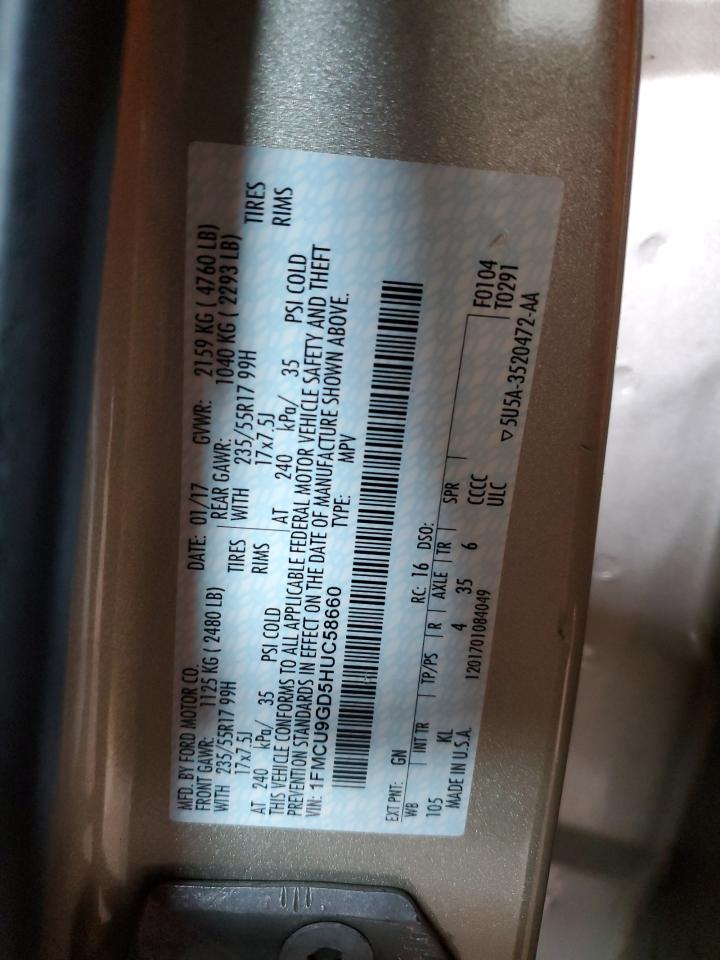 MFD. BY FORD MOTOR CO. DATE: 01/17 GVWR: 2159 KG ( 4760 LB)
FRONT GAWR: 1125 KG ( 2480 LB) REAR GAWR: 1040 KG ( 2293 LB)
WITH 235/55R17 99H TIRES WITH 235/55R17 99H TIRES
17x7.5J RIMS 17x7.5J RIMS
AT 240 kPa/ 35 PSI COLD AT 240 kPa/ 35 PSI COLD
THIS VEHICLE CONFORMS TO ALL APPLICABLE FEDERAL MOTOR VEHICLE SAFETY AND THEFT
PREVENTION STANDARDS IN EFFECT ON THE DATE OF MANUFACTURE SHOWN ABOVE.
VIN: 1FMCU9GD5HUC58660 TYPE: MPV
EXT PNT: GN RC: 16 DSO: F0104
WB INT TR TP/PS R AXLE TR SPR T0291
105 KL 4 35 6 CCCC ▽5U5A-3520472-AA
MADE IN U.S.A. 1201701084049 ULC